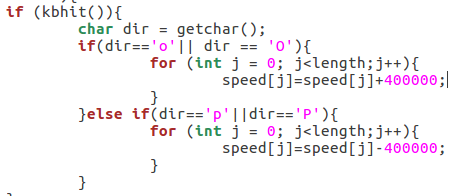 if (kbhit()){
char dir = getchar();
if(dir=='o'|| dir == 'O'){
for (int j = 0; j<length;j++){
speed[j]=speed[j]+400000;
}
}else if(dir=='p'||dir=='P'){
for (int j = 0; j<length;j++){
speed[j]=speed[j]-400000;
}
}